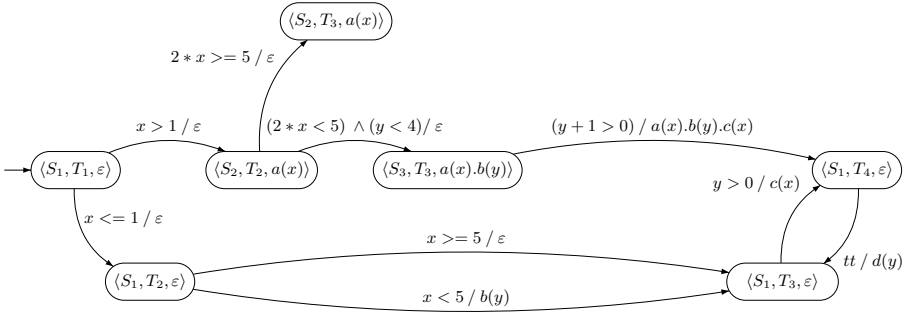 ⟨S₂, T₃, a(x)⟩
2 ∗ x >= 5 / ε
x > 1 / ε
(2 ∗ x < 5) ∧ (y < 4)/ ε
(y + 1 > 0) / a(x).b(y).c(x)
⟨S₁, T₁, ε⟩
⟨S₂, T₂, a(x)⟩
⟨S₃, T₃, a(x).b(y)⟩
⟨S₁, T₄, ε⟩
y > 0 / c(x)
x <= 1 / ε
x >= 5 / ε
tt / d(y)
⟨S₁, T₂, ε⟩
⟨S₁, T₃, ε⟩
x < 5 / b(y)